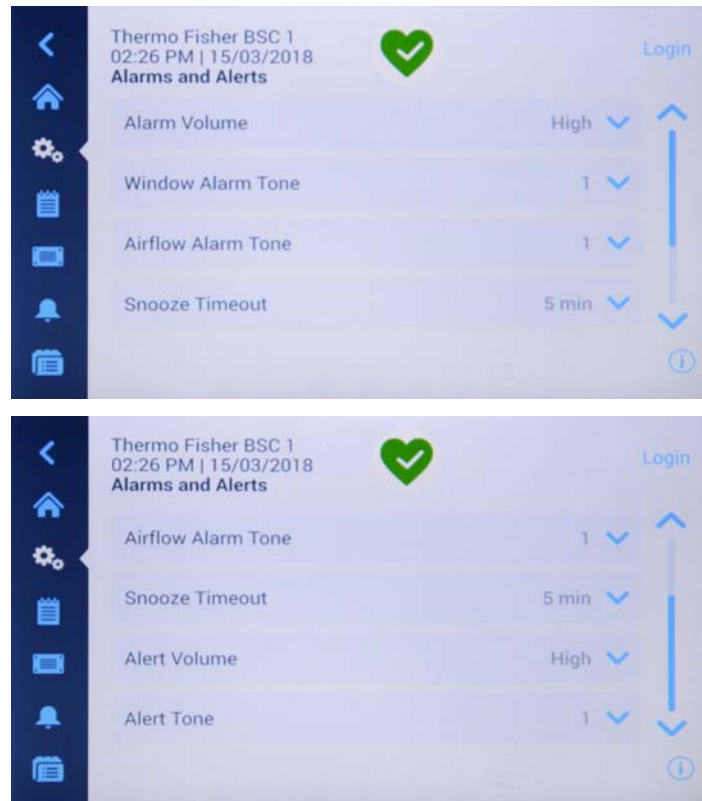 Thermo Fisher BSC 1
02:26 PM | 15/03/2018
Login
Alarms and Alerts
Alarm Volume High
Window Alarm Tone 1
Airflow Alarm Tone 1
Snooze Timeout 5 min
Thermo Fisher BSC 1
02:26 PM | 15/03/2018
Login
Alarms and Alerts
Airflow Alarm Tone 1
Snooze Timeout 5 min
Alert Volume High
Alert Tone 1